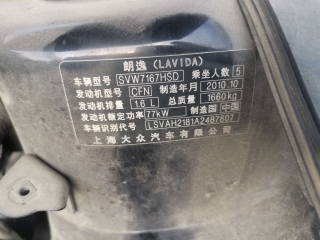 朗逸 (LAVIDA)
车辆型号 SVW7167HSD 乘坐人数 5
发动机型号 CFN 制造年月 2010.10
发动机排量 1.6 L 总质量 1660 kg
发动机额定功率 77kW 制造国 中国
车辆识别代号 LSVAH2181A2487607
上海大众汽车有限公司